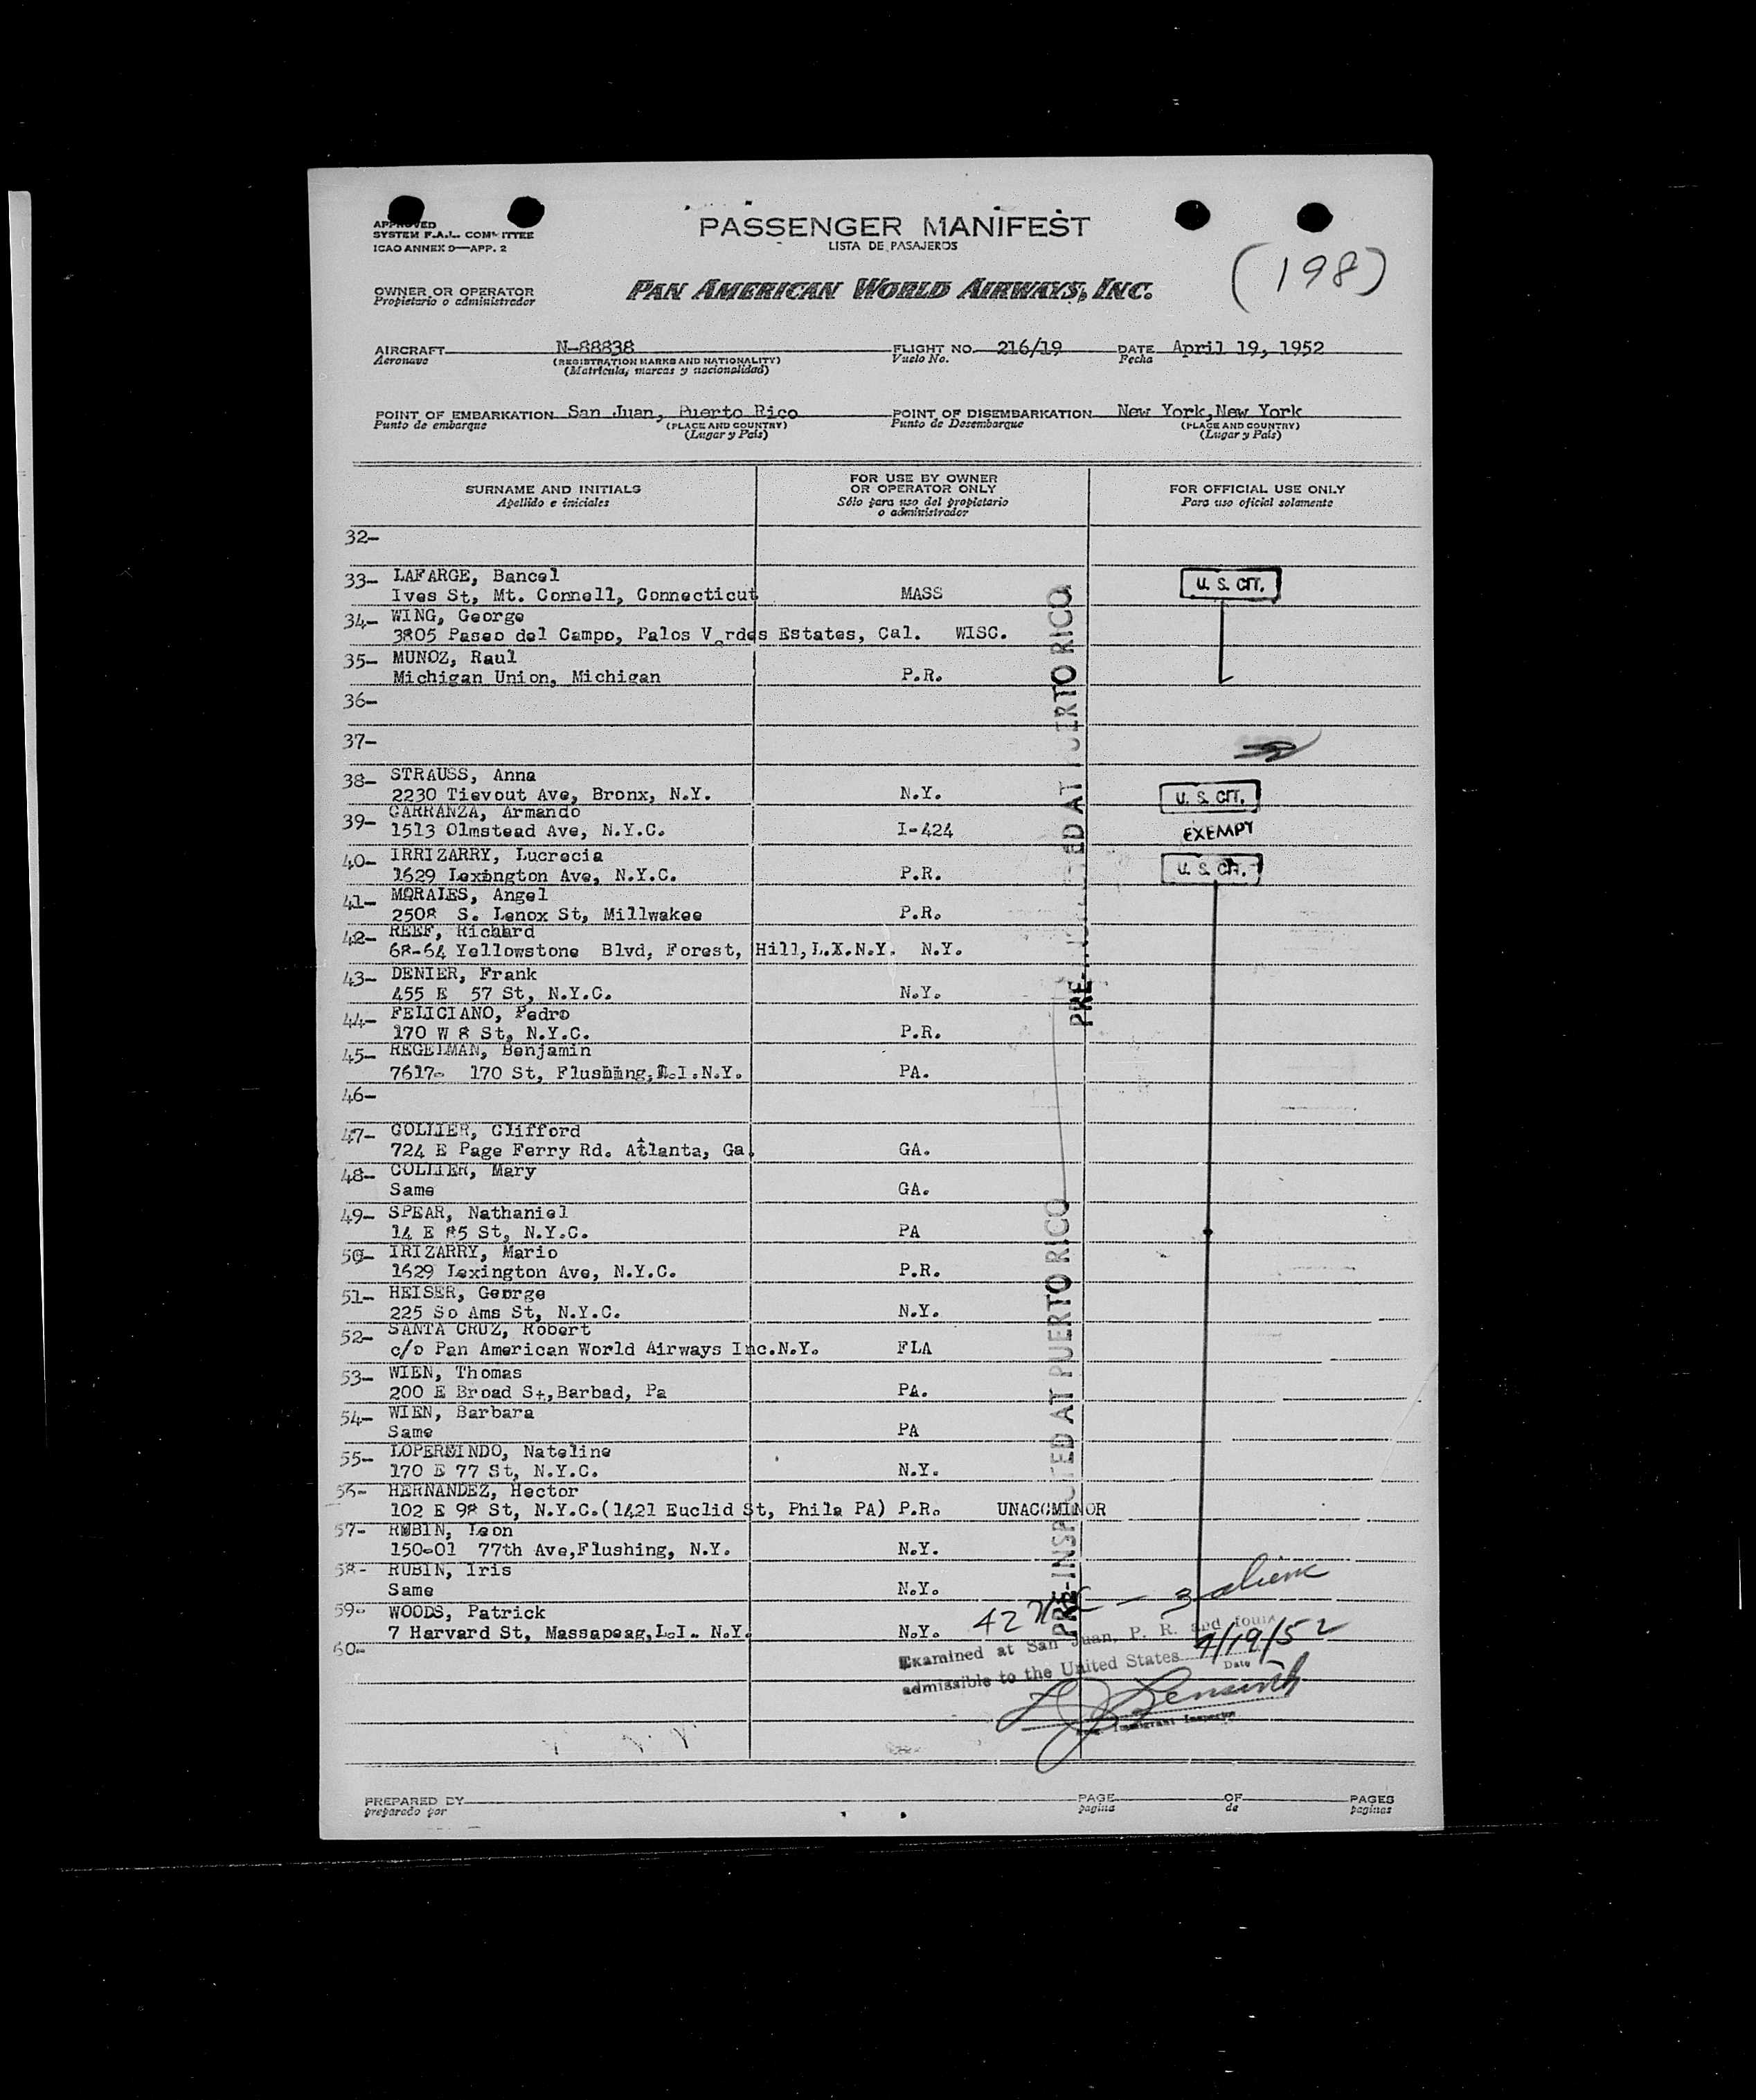 APPROVED
SYSTEM F.A.L. COMMITTEE
ICAO ANNEX 9—APP. 2
PASSENGER MANIFEST
LISTA DE PASAJEROS
(198)
OWNER OR OPERATOR
Propietario o administrador
PAN AMERICAN WORLD AIRWAYS, INC.
AIRCRAFT N-88838 FLIGHT NO. 216/19 DATE April 19, 1952
Aeronave (REGISTRATION MARKS AND NATIONALITY) Vuelo No. Fecha
(Matricula, marcas y nacionalidad)
POINT OF EMBARKATION San Juan, Puerto Rico POINT OF DISEMBARKATION New York,New York
Punto de embarque (PLACE AND COUNTRY) Punto de Desembarque (PLACE AND COUNTRY)
(Lugar y País) (Lugar y País)
SURNAME AND INITIALS
Apellido e iniciales
FOR USE BY OWNER
OR OPERATOR ONLY
Sólo para uso del propietario
o administrador
FOR OFFICIAL USE ONLY
Para uso oficial solamente
32-
33- LAFARGE, Bancel
Ives St, Mt. Connell, Connecticut MASS U. S. CIT.
34- WING, George
3805 Paseo del Campo, Palos Verdes Estates, Cal. WISC.
35- MUNOZ, Raul
Michigan Union, Michigan P.R.
36-
37-
38- STRAUSS, Anna
2230 Tievout Ave, Bronx, N.Y. N.Y. U. S. CIT.
39- CARRANZA, Armando
1513 Olmstead Ave, N.Y.C. I-424 EXEMPT
40- IRRIZARRY, Lucrecia
1629 Lexington Ave, N.Y.C. P.R. U. S. CIT.
41- MORALES, Angel
2508 S. Lenox St, Millwakee P.R.
42- REEF, Richard
68-64 Yellowstone Blvd, Forest, Hill,L.I.N.Y. N.Y.
43- DENIER, Frank
455 E 57 St, N.Y.C. N.Y.
44- FELICIANO, Pedro
170 W 8 St, N.Y.C. P.R.
45- REGELMAN, Benjamin
7617- 170 St, Flushing,L.I.N.Y. PA.
46-
47- COLLIER, Clifford
724 E Page Ferry Rd. Atlanta, Ga. GA.
48- COLLIER, Mary
Same GA.
49- SPEAR, Nathaniel
14 E 85 St, N.Y.C. PA
50- IRIZARRY, Mario
1629 Lexington Ave, N.Y.C. P.R.
51- HEISER, George
225 So Ams St, N.Y.C. N.Y.
52- SANTA CRUZ, Robert
c/o Pan American World Airways Inc.N.Y. FLA
53- WIEN, Thomas
200 E Broad St,Barbad, Pa PA.
54- WIEN, Barbara
Same PA
55- LOPEREINDO, Nateline
170 E 77 St, N.Y.C. N.Y.
56- HERNANDEZ, Hector
102 E 98 St, N.Y.C.(1421 Euclid St, Phila PA) P.R. UNACCMINOR
57- RUBIN, Leon
150-01 77th Ave,Flushing, N.Y. N.Y.
58- RUBIN, Iris
Same N.Y.
59- WOODS, Patrick
7 Harvard St, Massapeag,L.I. N.Y. N.Y.
60-
PRE-INSPECTED AT PUERTO RICO
PRE-INSPECTED AT PUERTO RICO
42 — 3 alien
Examined at San Juan, P. R. and found
admissible to the United States 4/19/52
Date
Immigrant Inspector
PREPARED BY PAGE OF PAGES
preparado por pagina de paginas